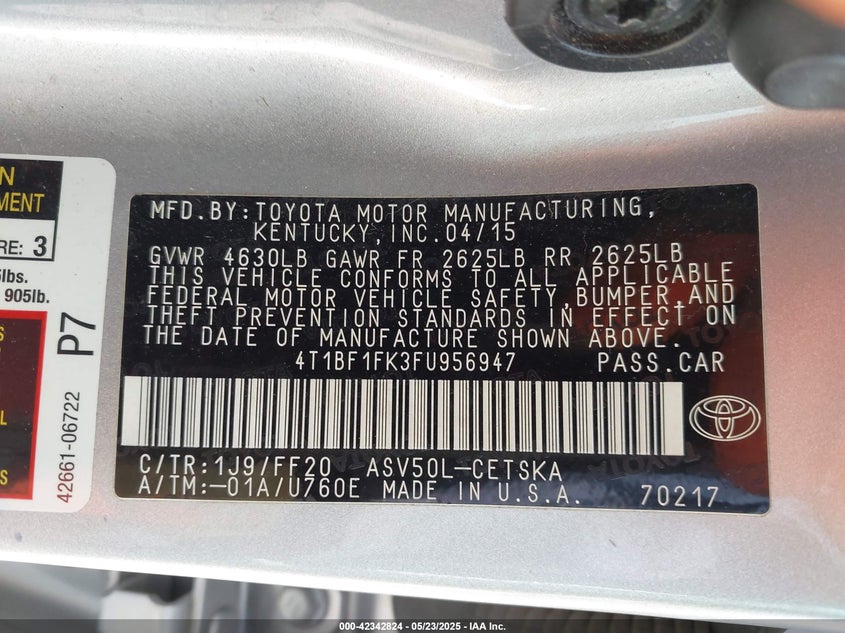 N
MENT
RE: 3
lbs.
905lb.
S
L
S
P7
42661-06722
MFD.BY:TOYOTA MOTOR MANUFACTURING,
KENTUCKY,INC.04/15
GVWR 4630LB GAWR FR 2625LB RR 2625LB
THIS VEHICLE CONFORMS TO ALL APPLICABLE
FEDERAL MOTOR VEHICLE SAFETY,BUMPER,AND
THEFT PREVENTION STANDARDS IN EFFECT ON
THE DATE OF MANUFACTURE SHOWN ABOVE.
4T1BF1FK3FU956947 PASS.CAR
C/TR:1J9/FF20 ASV50L-CETSKA
A/TM:-01A/U760E MADE IN U.S.A. 70217
000-42342824 - 05/23/2025 - IAA Inc.